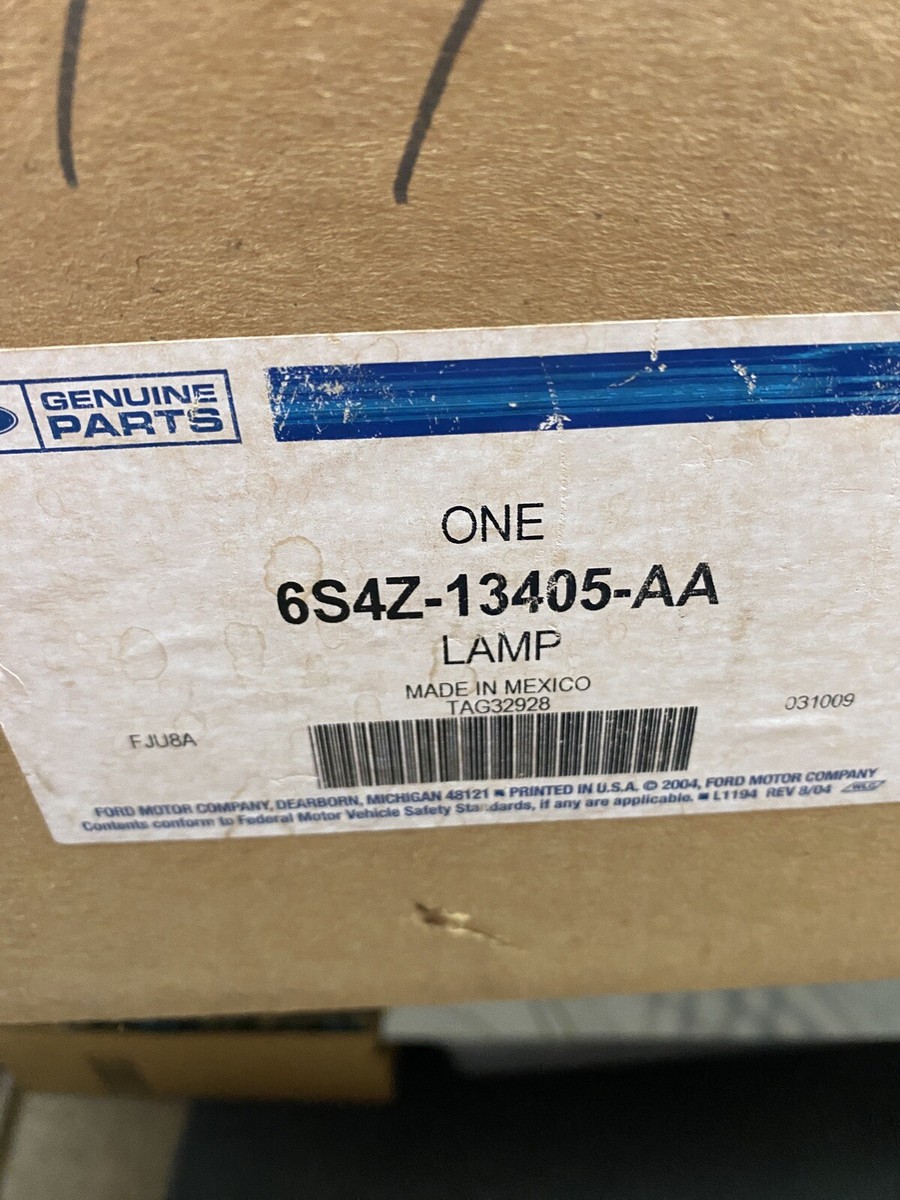 GENUINE
PARTS
ONE
6S4Z-13405-AA
LAMP
MADE IN MEXICO
TAG32928
031009
FJU8A
FORD MOTOR COMPANY, DEARBORN, MICHIGAN 48121 ■ PRINTED IN U.S.A. © 2004, FORD MOTOR COMPANY
Contents conform to Federal Motor Vehicle Safety Standards, if any are applicable. ■ L1194 REV 8/04 WLG